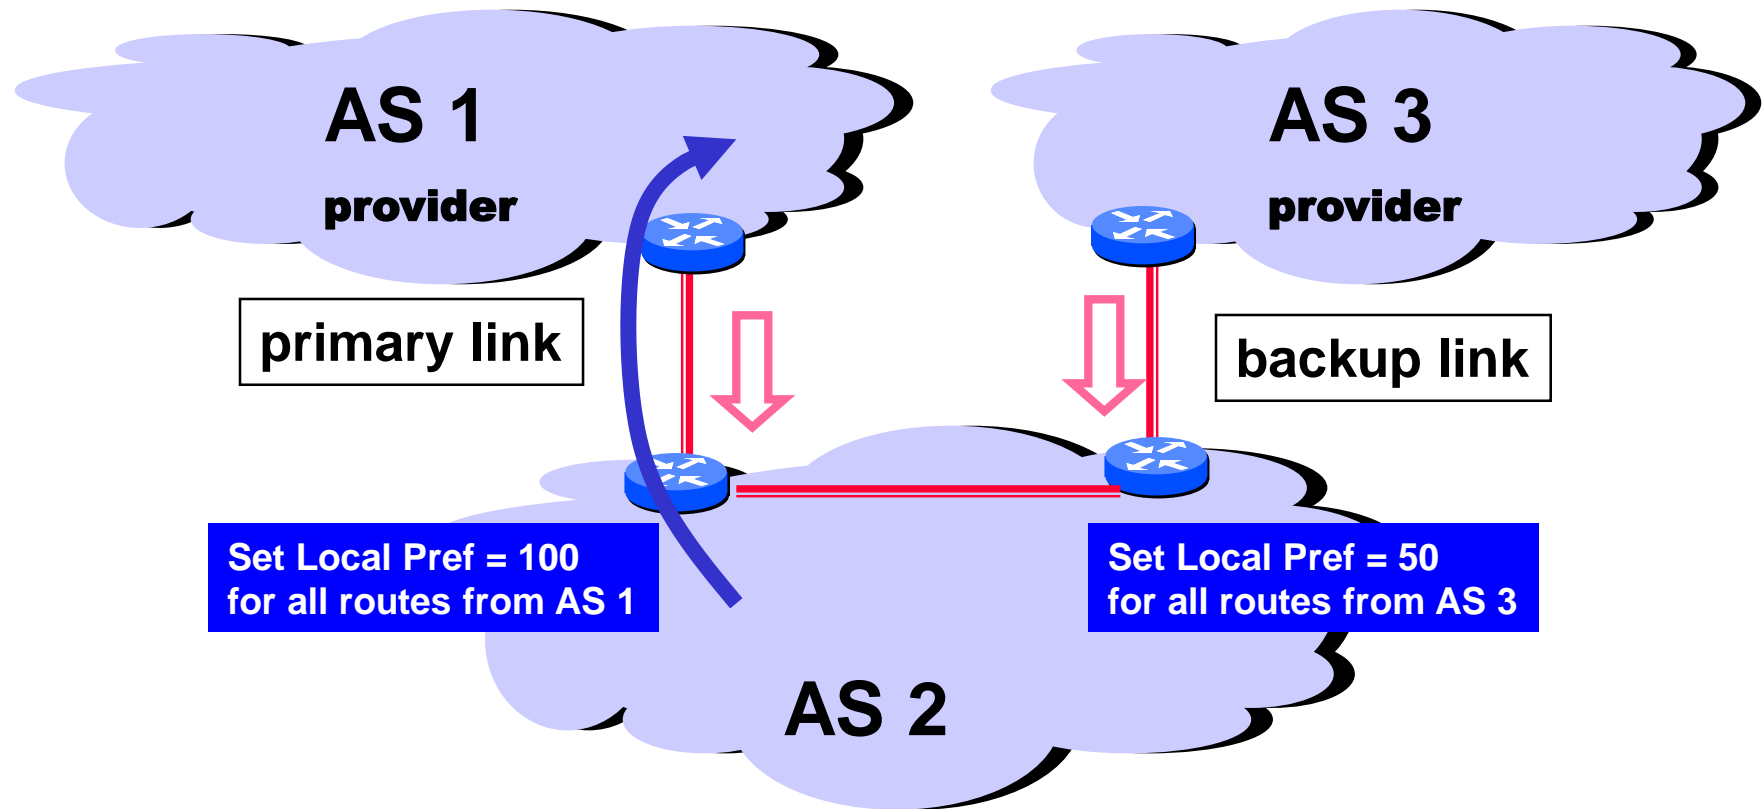 AS 1
provider
AS 3
provider
primary link
backup link
Set Local Pref = 100
for all routes from AS 1
Set Local Pref = 50
for all routes from AS 3
AS 2